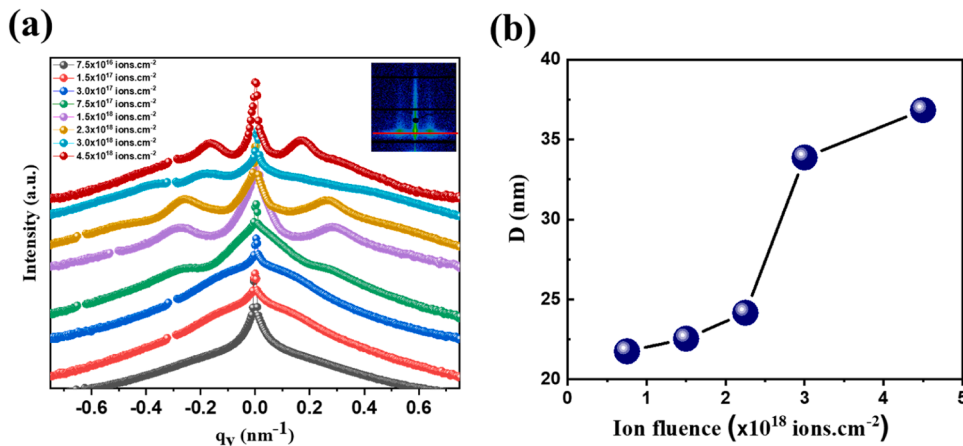 (a)
7.5x10¹⁶ ions.cm⁻²
1.5x10¹⁷ ions.cm⁻²
3.0x10¹⁷ ions.cm⁻²
7.5x10¹⁷ ions.cm⁻²
1.5x10¹⁸ ions.cm⁻²
2.3x10¹⁸ ions.cm⁻²
3.0x10¹⁸ ions.cm⁻²
4.5x10¹⁸ ions.cm⁻²
Intensity (a.u.)
-0.6 -0.4 -0.2 0.0 0.2 0.4 0.6
q_y (nm⁻¹)
(b)
40
35
30
25
20
D (nm)
0 1 2 3 4 5
Ion fluence (x10¹⁸ ions.cm⁻²)